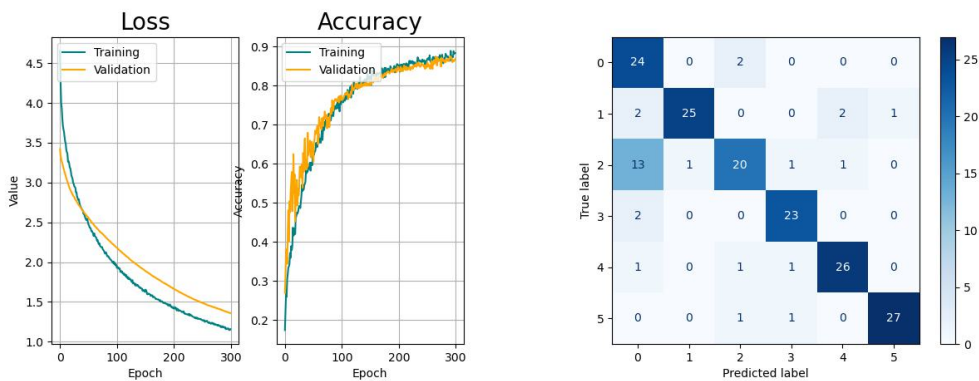 Loss
Training
Validation
4.5
4.0
3.5
3.0
2.5
2.0
1.5
1.0
Value
0
100
200
300
Epoch
Accuracy
Training
Validation
0.9
0.8
0.7
0.6
0.5
0.4
0.3
0.2
Accuracy
0
100
200
300
Epoch
True label
0 24 0 2 0 0 0
1 2 25 0 0 2 1
2 13 1 20 1 1 0
3 2 0 0 23 0 0
4 1 0 1 1 26 0
5 0 0 1 1 0 27
0 1 2 3 4 5
Predicted label
25
20
15
10
5
0